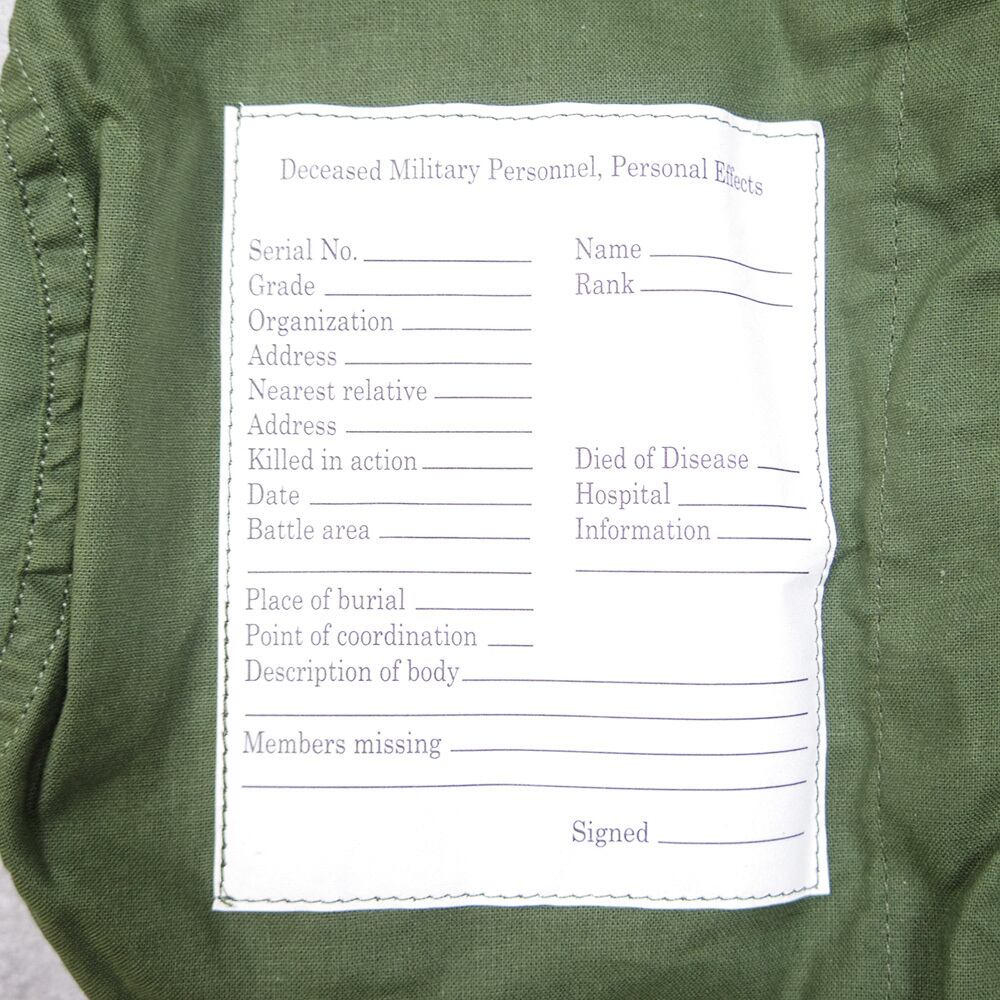 Deceased Military Personnel, Personal Effects
Serial No. Name
Grade Rank
Organization
Address
Nearest relative
Address
Killed in action Died of Disease
Date Hospital
Battle area Information
Place of burial
Point of coordination
Description of body
Members missing
Signed